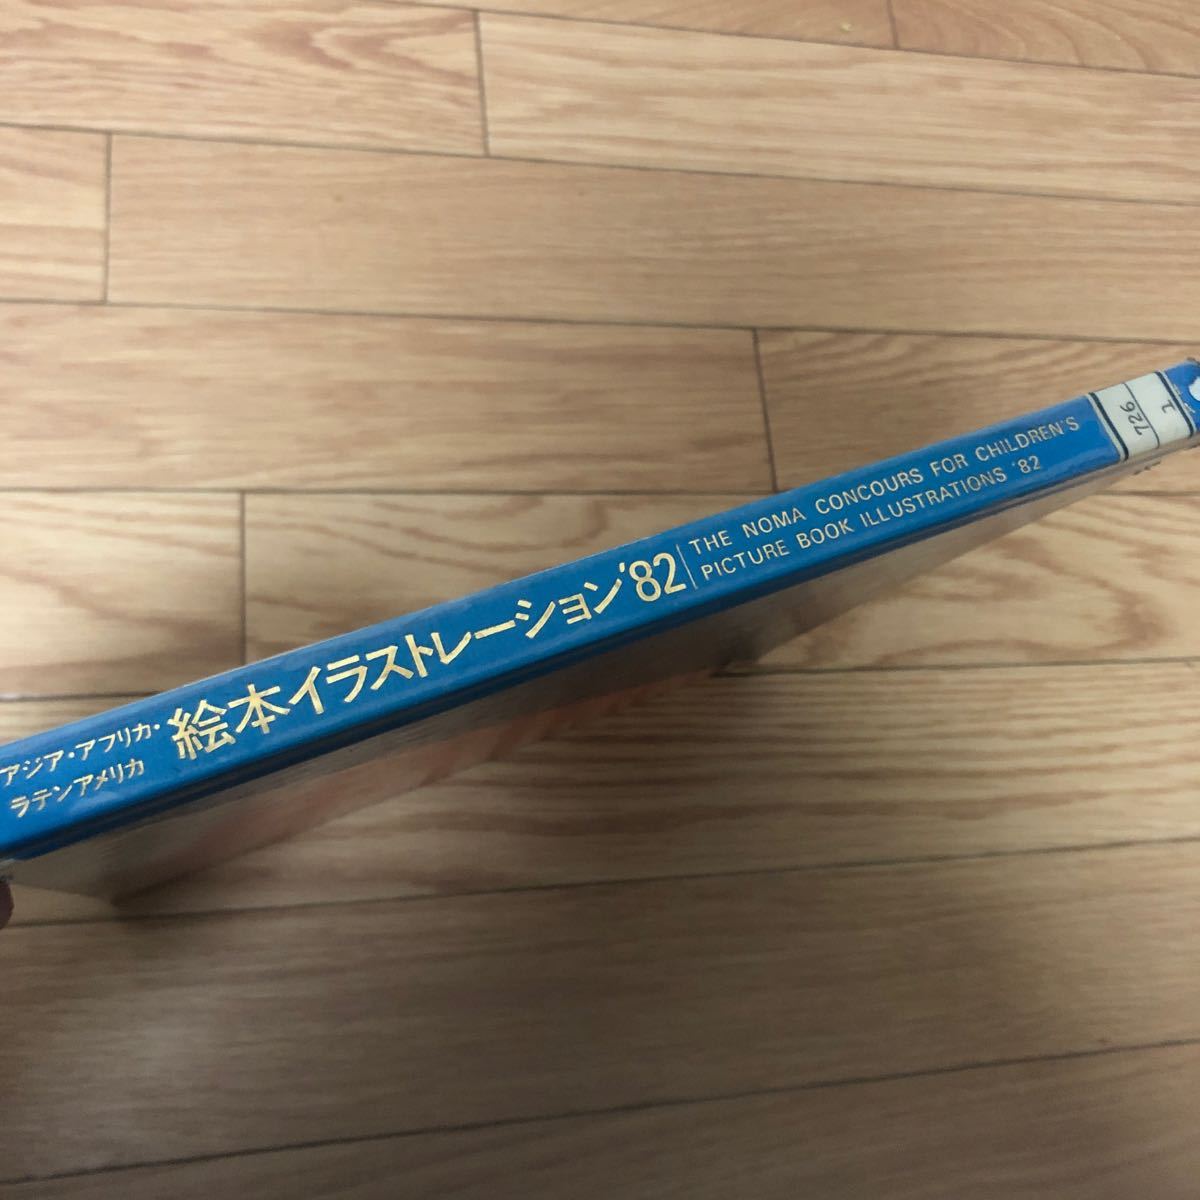 アジア・アフリカ・
ラテンアメリカ
絵本イラストレーション'82
THE NOMA CONCOURS FOR CHILDREN'S
PICTURE BOOK ILLUSTRATIONS '82
726
1